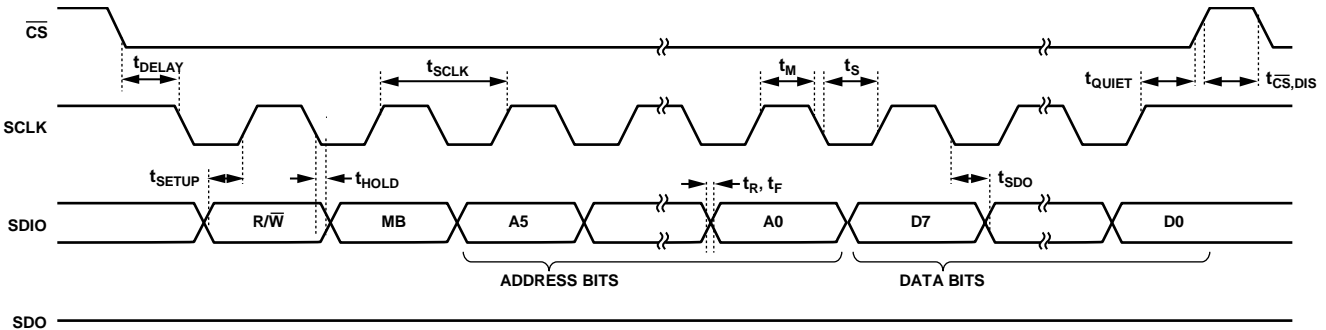 CS
tDELAY
tSCLK
tM
tS
tQUIET
tCS,DIS
SCLK
tSETUP
tHOLD
tR, tF
tSDO
SDIO
R/W
MB
A5
A0
D7
D0
ADDRESS BITS
DATA BITS
SDO